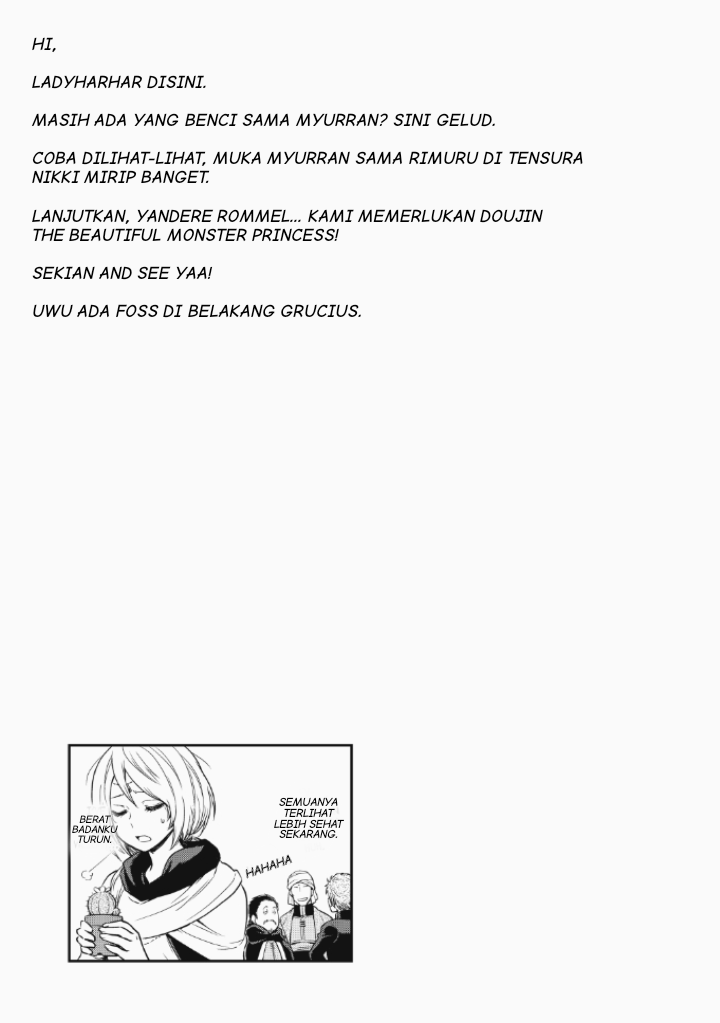 HI,
LADYHARHAR DISINI.
MASIH ADA YANG BENCI SAMA MYURRAN? SINI GELUD.
COBA DILIHAT-LIHAT, MUKA MYURRAN SAMA RIMURU DI TENSURA
NIKKI MIRIP BANGET.
LANJUTKAN, YANDERE ROMMEL... KAMI MEMERLUKAN DOUJIN
THE BEAUTIFUL MONSTER PRINCESS!
SEKIAN AND SEE YAA!
UWU ADA FOSS DI BELAKANG GRUCIUS.
SEMUANYA
TERLIHAT
LEBIH SEHAT
SEKARANG.
BERAT
BADANKU
TURUN.
HAHAHA